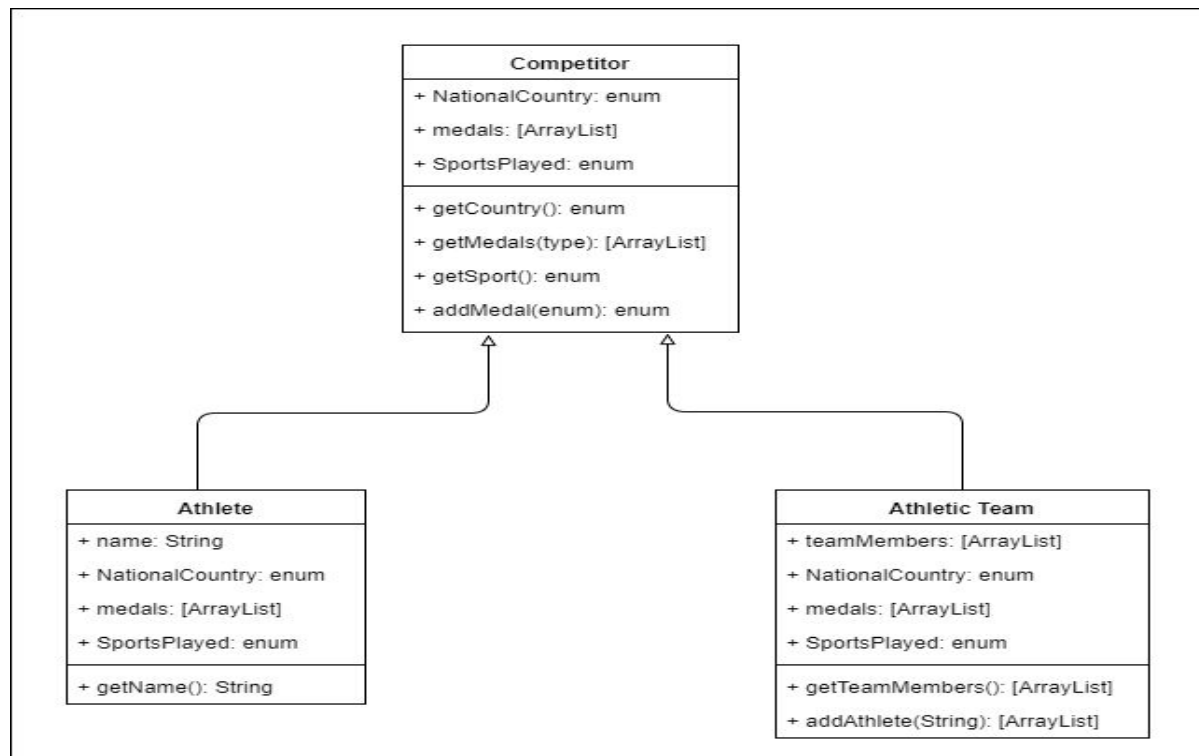 Competitor
+ NationalCountry: enum
+ medals: [ArrayList]
+ SportsPlayed: enum
+ getCountry(): enum
+ getMedals(type): [ArrayList]
+ getSport(): enum
+ addMedal(enum): enum
Athlete
+ name: String
+ NationalCountry: enum
+ medals: [ArrayList]
+ SportsPlayed: enum
+ getName(): String
Athletic Team
+ teamMembers: [ArrayList]
+ NationalCountry: enum
+ medals: [ArrayList]
+ SportsPlayed: enum
+ getTeamMembers(): [ArrayList]
+ addAthlete(String): [ArrayList]